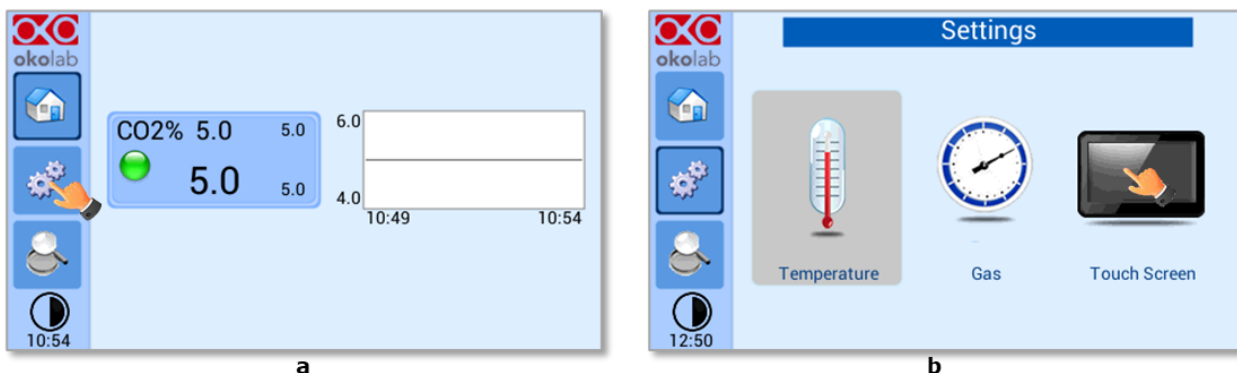 okolab
CO2% 5.0 5.0
5.0 5.0
6.0
4.0
10:49 10:54
10:54
a
okolab
Settings
Temperature Gas Touch Screen
12:50
b